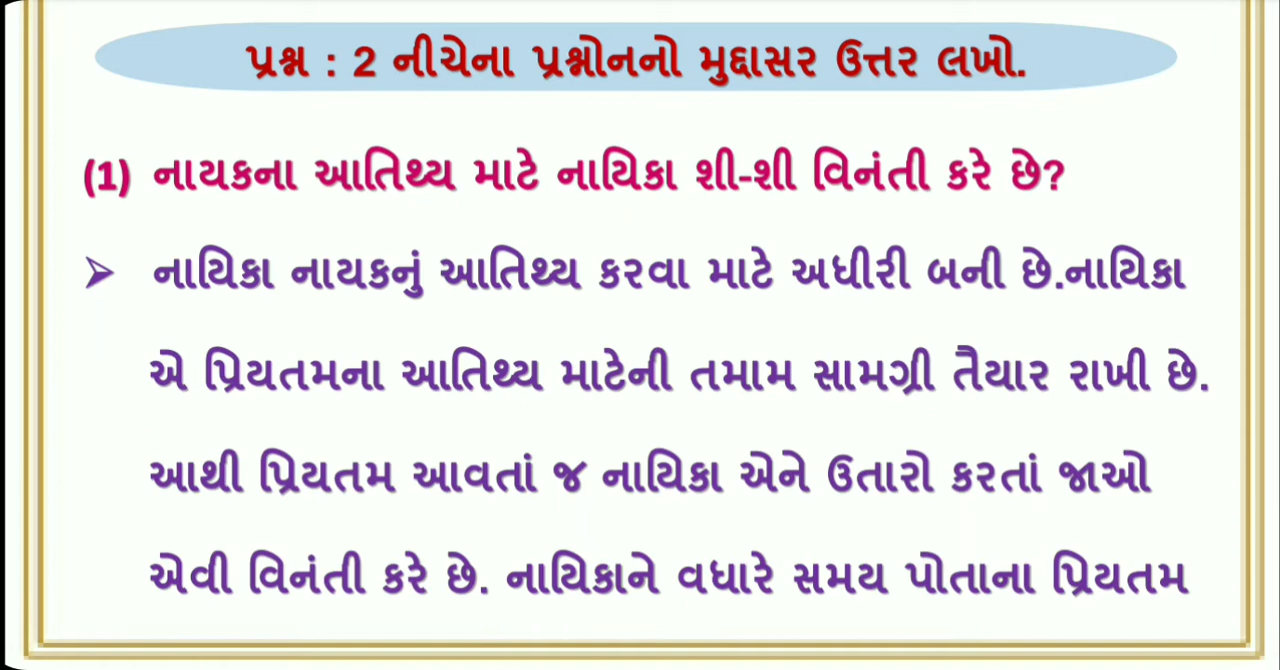 પ્રશ્ન : 2 નીચેના પ્રશ્નોનનો મુદ્દાસર ઉત્તર લખો.
(1) નાયકના આતિથ્ય માટે નાયિકા શી-શી વિનંતી કરે છે?
➢ નાયિકા નાયકનું આતિથ્ય કરવા માટે અધીરી બની છે.નાયિકા
એ પ્રિયતમના આતિથ્ય માટેની તમામ સામગ્રી તૈયાર રાખી છે.
આથી પ્રિયતમ આવતાં જ નાયિકા એને ઉતારો કરતાં જાઓ
એવી વિનંતી કરે છે. નાયિકાને વધારે સમય પોતાના પ્રિયતમ